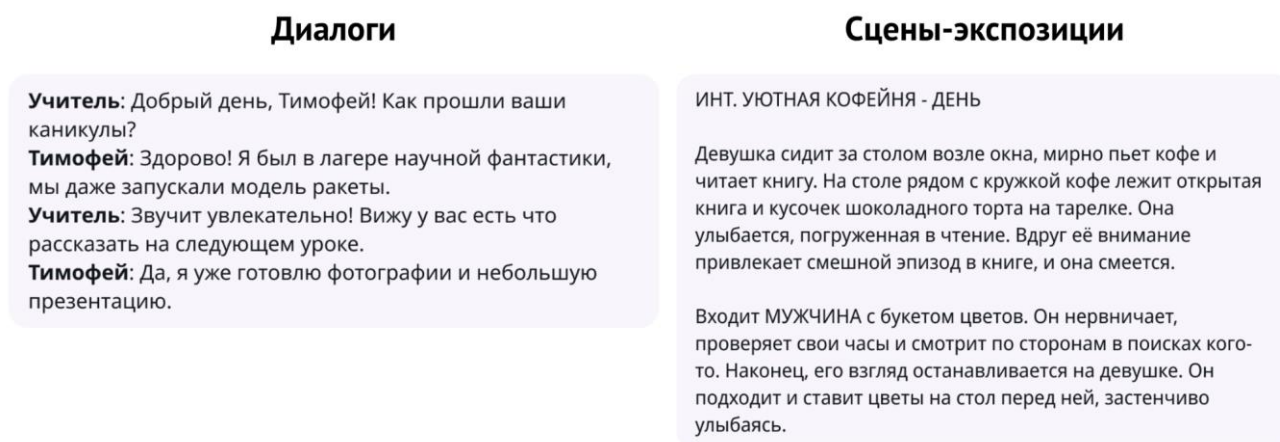 Диалоги
Учитель: Добрый день, Тимофей! Как прошли ваши
каникулы?
Тимофей: Здорово! Я был в лагере научной фантастики,
мы даже запускали модель ракеты.
Учитель: Звучит увлекательно! Вижу у вас есть что
рассказать на следующем уроке.
Тимофей: Да, я уже готовлю фотографии и небольшую
презентацию.
Сцены-экспозиции
ИНТ. УЮТНАЯ КОФЕЙНЯ - ДЕНЬ
Девушка сидит за столом возле окна, мирно пьет кофе и
читает книгу. На столе рядом с кружкой кофе лежит открытая
книга и кусочек шоколадного торта на тарелке. Она
улыбается, погруженная в чтение. Вдруг её внимание
привлекает смешной эпизод в книге, и она смеется.
Входит МУЖЧИНА с букетом цветов. Он нервничает,
проверяет свои часы и смотрит по сторонам в поисках кого-
то. Наконец, его взгляд останавливается на девушке. Он
подходит и ставит цветы на стол перед ней, застенчиво
улыбаясь.